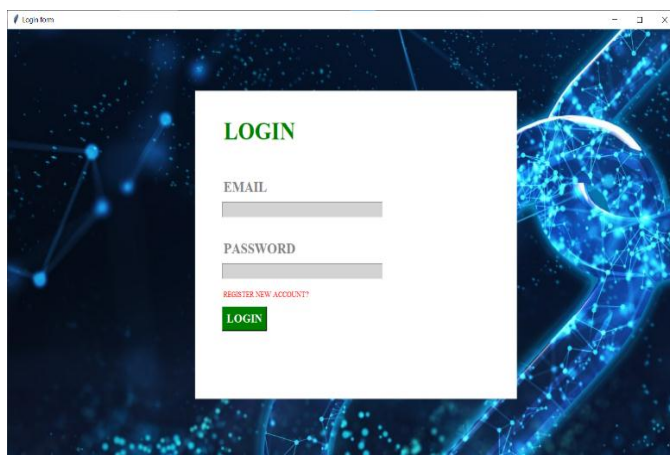 Login form
LOGIN
EMAIL
PASSWORD
REGISTER NEW ACCOUNT?
LOGIN